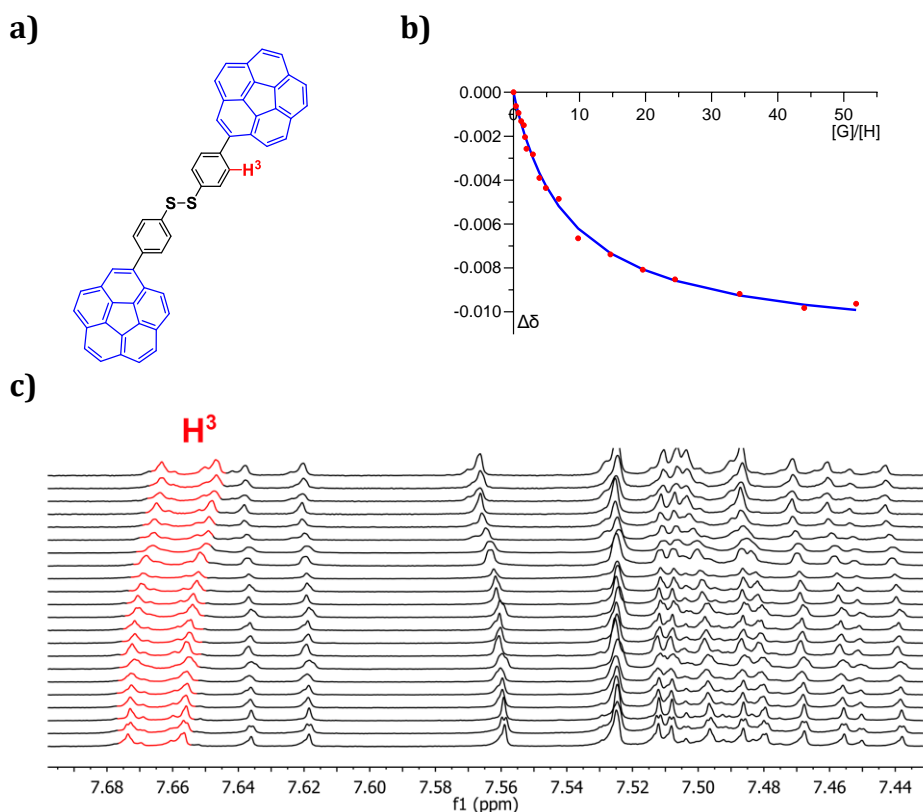 a)
b)
H³
S–S
0.000
-0.002
-0.004
-0.006
-0.008
-0.010
0 10 20 30 40 50
[G]/[H]
Δδ
c)
H³
7.68 7.66 7.64 7.62 7.60 7.58 7.56 7.54 7.52 7.50 7.48 7.46 7.44
f1 (ppm)